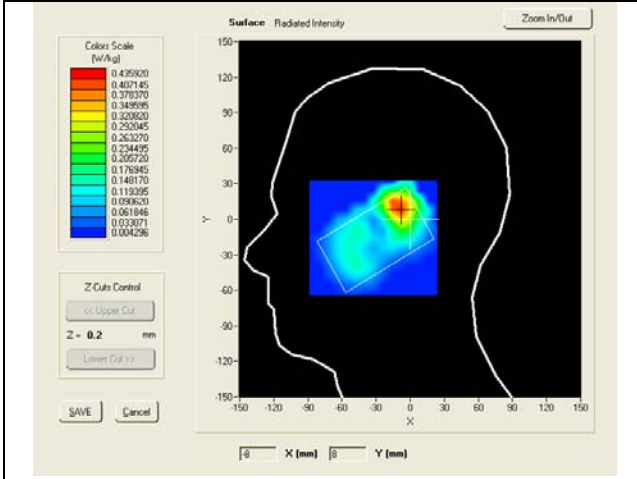 Surface Radiated Intensity
Zoom In/Out
Colors Scale
(W/kg)
0.435920
0.407145
0.378370
0.349595
0.320820
0.292045
0.263270
0.234495
0.205720
0.176945
0.148170
0.119395
0.090620
0.061846
0.033071
0.004296
Z-Cuts Control
<< Upper Cut
Z = 0.2 mm
Lower Cut >>
SAVE Cancel
150
120
90
60
30
0
-30
-60
-90
-120
-150
Y
-150 -120 -90 -60 -30 0 30 60 90 120 150
X
-8 X (mm) 8 Y (mm)